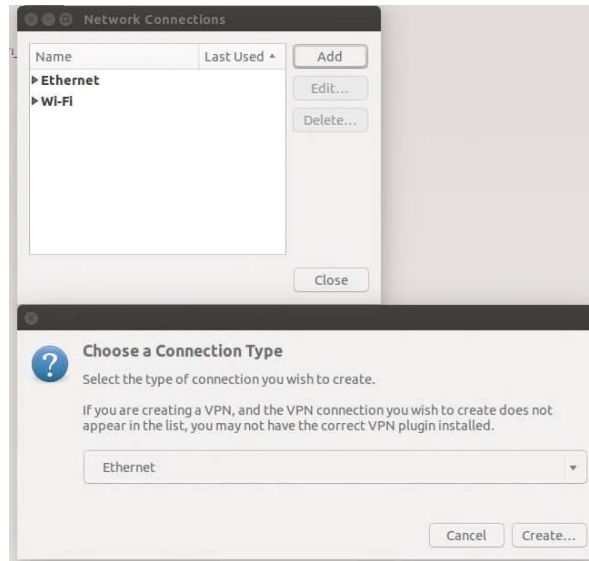 Network Connections
Name
Last Used
Add
Ethernet
Wi-Fi
Edit...
Delete...
Close
Choose a Connection Type
Select the type of connection you wish to create.
If you are creating a VPN, and the VPN connection you wish to create does not
appear in the list, you may not have the correct VPN plugin installed.
Ethernet
Cancel
Create...